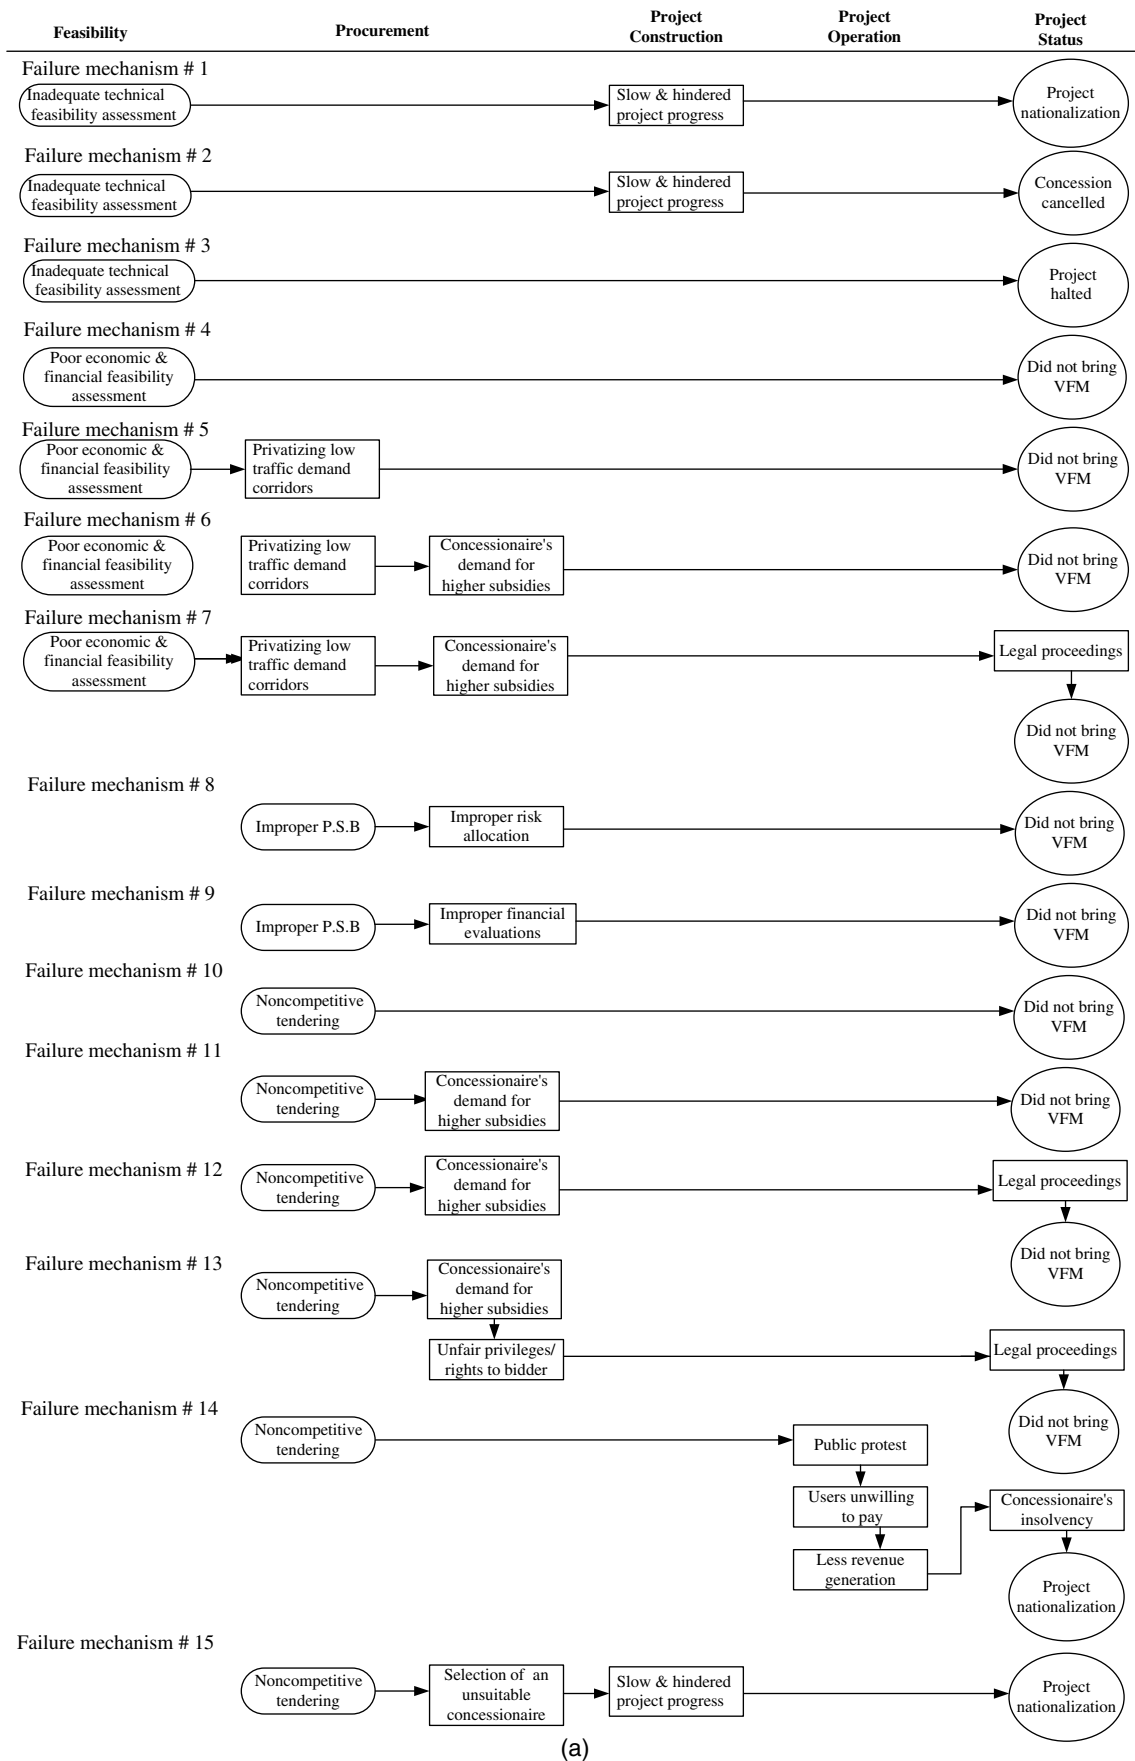 Feasibility
Procurement
Project
Construction
Project
Operation
Project
Status
Failure mechanism # 1
Inadequate technical
feasibility assessment
Slow & hindered
project progress
Project
nationalization
Failure mechanism # 2
Inadequate technical
feasibility assessment
Slow & hindered
project progress
Concession
cancelled
Failure mechanism # 3
Inadequate technical
feasibility assessment
Project
halted
Failure mechanism # 4
Poor economic &
financial feasibility
assessment
Did not bring
VFM
Failure mechanism # 5
Poor economic &
financial feasibility
assessment
Privatizing low
traffic demand
corridors
Did not bring
VFM
Failure mechanism # 6
Poor economic &
financial feasibility
assessment
Privatizing low
traffic demand
corridors
Concessionaire's
demand for
higher subsidies
Did not bring
VFM
Failure mechanism # 7
Poor economic &
financial feasibility
assessment
Privatizing low
traffic demand
corridors
Concessionaire's
demand for
higher subsidies
Legal proceedings
Did not bring
VFM
Failure mechanism # 8
Improper P.S.B
Improper risk
allocation
Did not bring
VFM
Failure mechanism # 9
Improper P.S.B
Improper financial
evaluations
Did not bring
VFM
Failure mechanism # 10
Noncompetitive
tendering
Did not bring
VFM
Failure mechanism # 11
Noncompetitive
tendering
Concessionaire's
demand for
higher subsidies
Did not bring
VFM
Failure mechanism # 12
Noncompetitive
tendering
Concessionaire's
demand for
higher subsidies
Legal proceedings
Did not bring
VFM
Failure mechanism # 13
Noncompetitive
tendering
Concessionaire's
demand for
higher subsidies
Unfair privileges/
rights to bidder
Legal proceedings
Did not bring
VFM
Failure mechanism # 14
Noncompetitive
tendering
Public protest
Users unwilling
to pay
Less revenue
generation
Concessionaire's
insolvency
Project
nationalization
Failure mechanism # 15
Noncompetitive
tendering
Selection of an
unsuitable
concessionaire
Slow & hindered
project progress
Project
nationalization
(a)